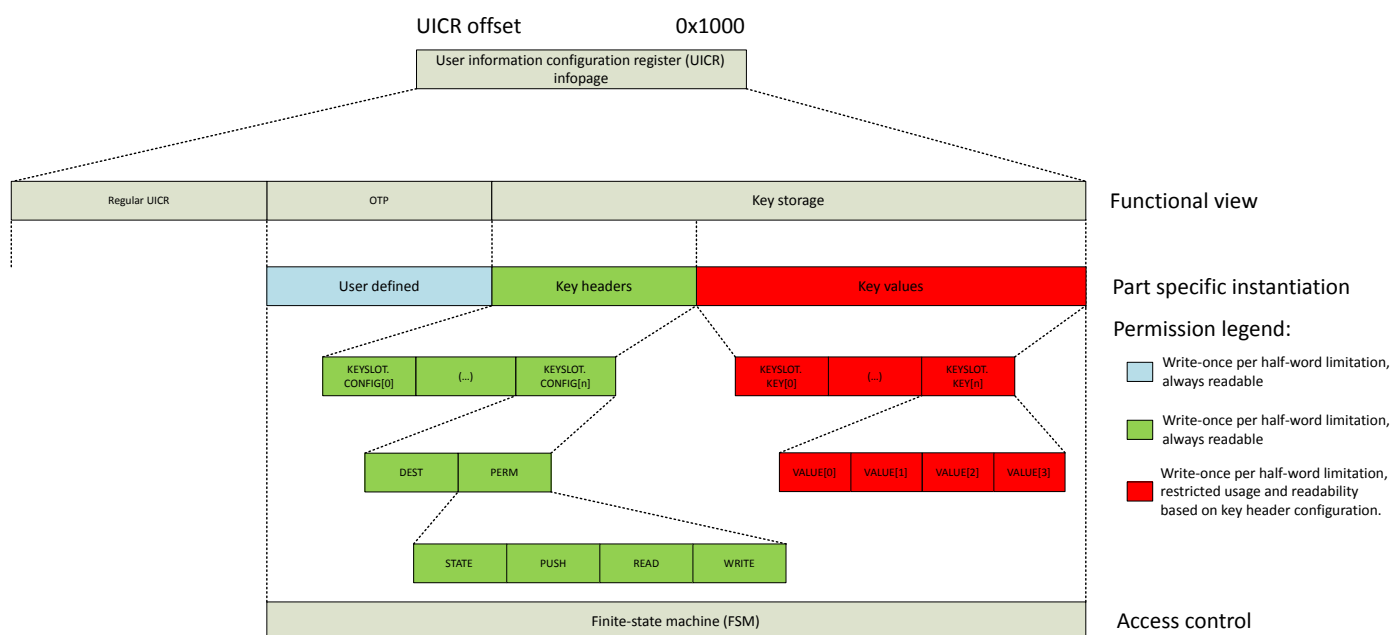 UICR offset 0x1000
User information configuration register (UICR)
infopage
Regular UICR OTP Key storage Functional view
User defined Key headers Key values Part specific instantiation
Permission legend:
KEYSLOT.
CONFIG[0]
(...)
KEYSLOT.
CONFIG[n]
KEYSLOT.
KEY[0]
(...)
KEYSLOT.
KEY[n]
Write-once per half-word limitation,
always readable
Write-once per half-word limitation,
always readable
DEST PERM VALUE[0] VALUE[1] VALUE[2] VALUE[3]
Write-once per half-word limitation,
restricted usage and readability
based on key header configuration.
STATE PUSH READ WRITE
Finite-state machine (FSM) Access control